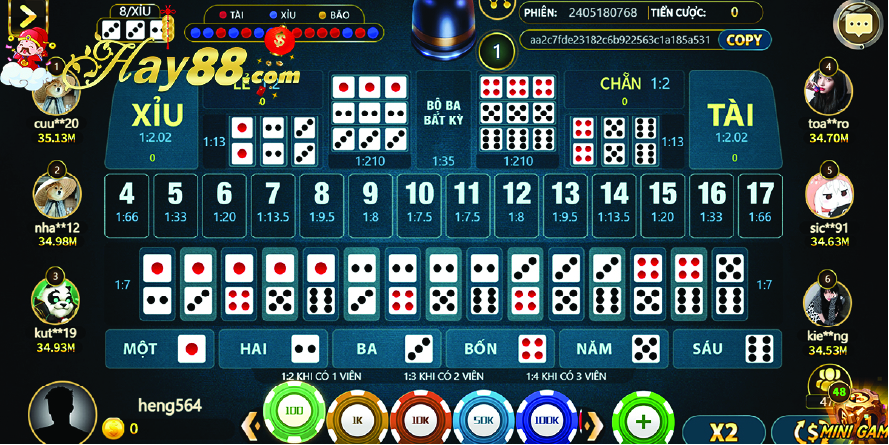 8/XỈU
TÀI XỈU BÃO
PHIÊN: 2405180768 TIỀN CƯỢC: 0
aa2c7fde23182c6b922563c1a185a531 COPY
1
Hay88.com
1
cuu**20
35.13M
2
nha**12
34.98M
3
kut**19
34.93M
4
toa**ro
34.70M
5
sic**91
34.63M
6
kie**ng
34.53M
XỈU
1:2.02
0
LẺ 1:2
0
1:13
1:210
BỘ BA
BẤT KỲ
1:35
1:210
CHẴN 1:2
0
1:13
TÀI
1:2.02
0
4 5 6 7 8 9 10 11 12 13 14 15 16 17
1:66 1:33 1:20 1:13.5 1:9.5 1:8 1:7.5 1:7.5 1:8 1:9.5 1:13.5 1:20 1:33 1:66
1:7 1:7
MỘT HAI BA BỐN NĂM SÁU
1:2 KHI CÓ 1 VIÊN 1:3 KHI CÓ 2 VIÊN 1:4 KHI CÓ 3 VIÊN
heng564
0
100 1K 10K 50K 100K +
X2
47
48
MINI GAM